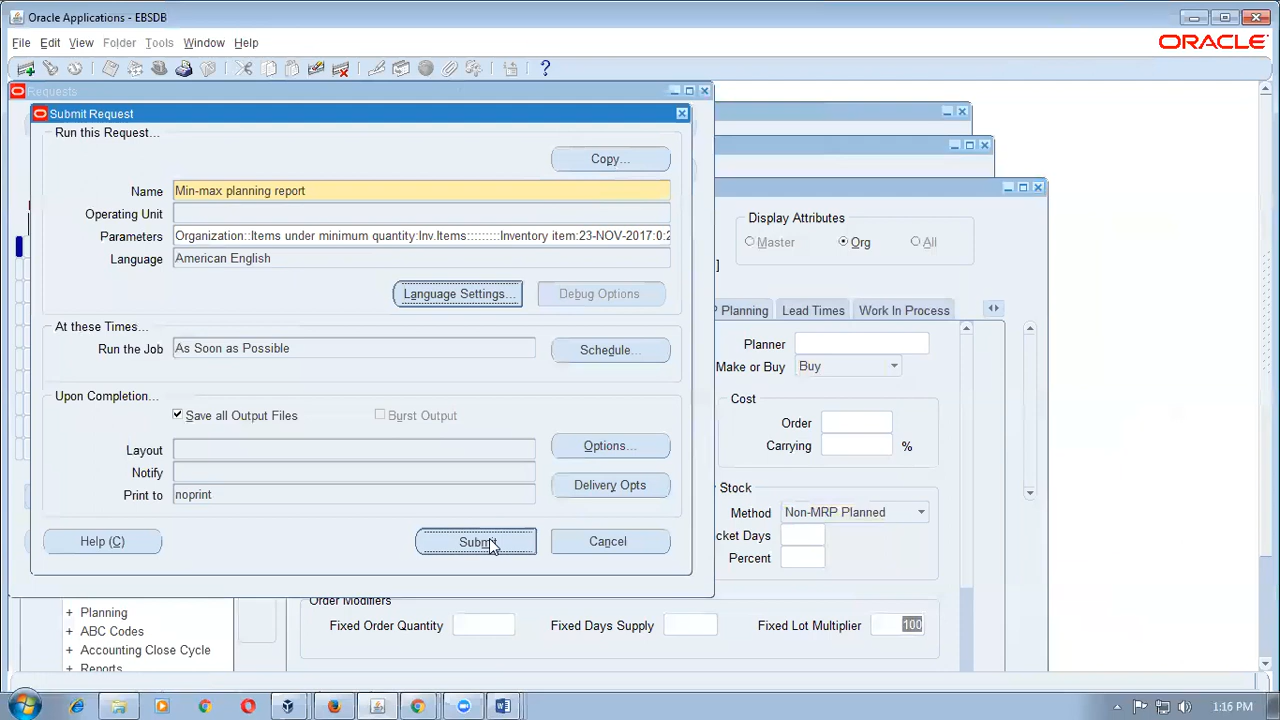 Oracle Applications - EBSDB
File Edit View Folder Tools Window Help
ORACLE
Requests
Submit Request
Run this Request...
Copy...
Name Min-max planning report
Operating Unit
Parameters Organization::Items under minimum quantity:Inv.Items:::::::::Inventory item:23-NOV-2017:0:2
Language American English
Language Settings... Debug Options
At these Times...
Run the Job As Soon as Possible Schedule...
Upon Completion...
Save all Output Files Burst Output
Layout Options...
Notify
Print to noprint Delivery Opts
Help (C) Submit Cancel
Display Attributes
Master Org All
]
P Planning Lead Times Work In Process
Planner
Make or Buy Buy
Cost
Order
Carrying %
Stock
Method Non-MRP Planned
cket Days
Percent
Order Modifiers
Fixed Order Quantity Fixed Days Supply Fixed Lot Multiplier 100
+ Planning
+ ABC Codes
+ Accounting Close Cycle
+ Reports
1:16 PM